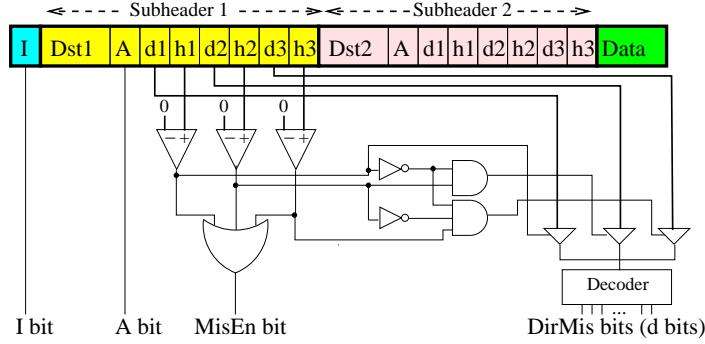 Subheader 1 Subheader 2
I Dst1 A d1 h1 d2 h2 d3 h3 Dst2 A d1 h1 d2 h2 d3 h3 Data
0 0 0
− + − + − +
Decoder
...
I bit A bit MisEn bit DirMis bits (d bits)